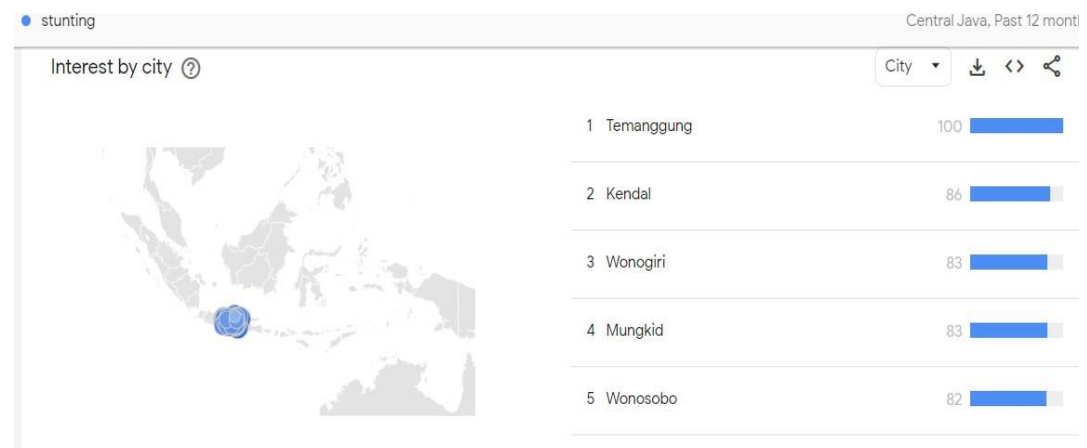 stunting
Central Java, Past 12 mont
Interest by city
City
1 Temanggung 100
2 Kendal 86
3 Wonogiri 83
4 Mungkid 83
5 Wonosobo 82